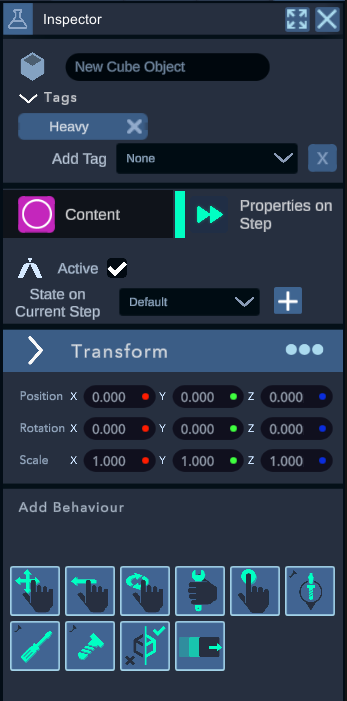 Inspector
New Cube Object
Tags
Heavy
Add Tag None X
Content
Properties on
Step
Active
State on
Current Step
Default
Transform
Position X 0.000 Y 0.000 Z 0.000
Rotation X 0.000 Y 0.000 Z 0.000
Scale X 1.000 Y 1.000 Z 1.000
Add Behaviour